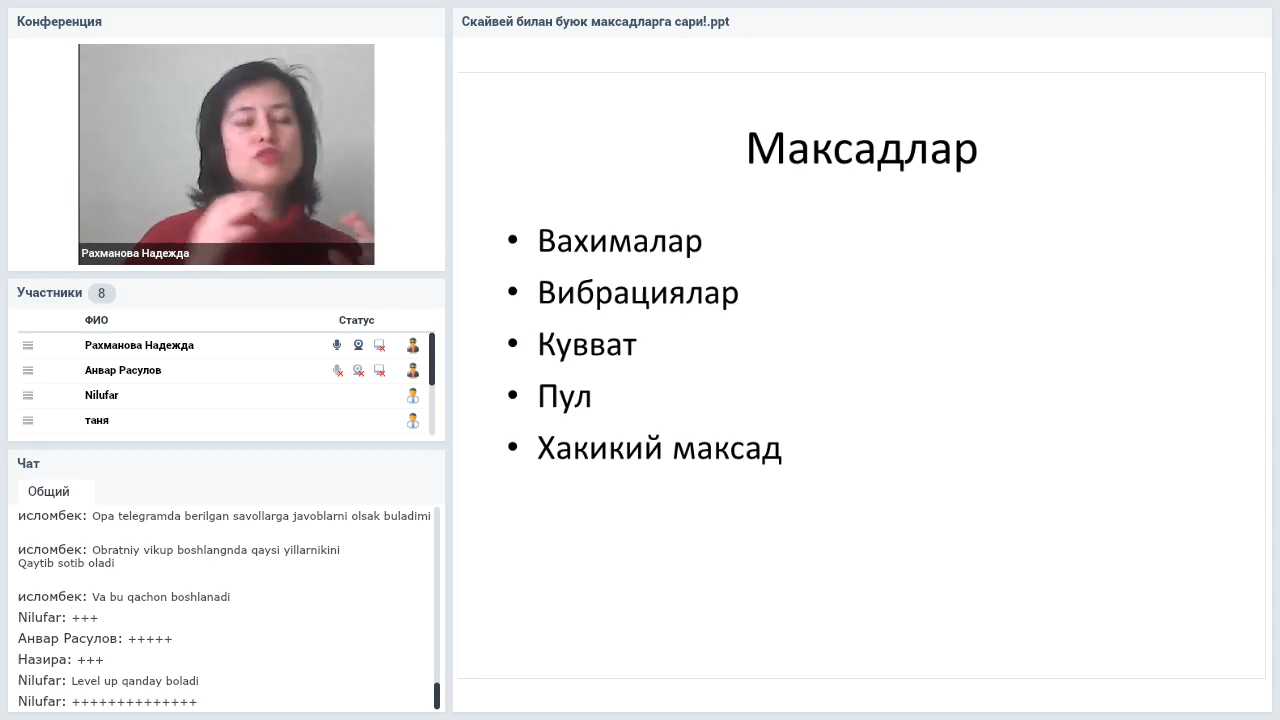 Конференция
Рахманова Надежда
Участники 8
ФИО Статус
Рахманова Надежда
Анвар Расулов
Nilufar
таня
Чат
Общий
исломбек: Opa telegramda berilgan savollarga javoblarni olsak buladimi
исломбек: Obratniy vikup boshlangnda qaysi yillarnikini
Qaytib sotib oladi
исломбек: Va bu qachon boshlanadi
Nilufar: +++
Анвар Расулов: +++++
Назира: +++
Nilufar: Level up qanday boladi
Nilufar: ++++++++++++++
Скайвей билан буюк максадларга сари!.ppt
Максадлар
• Вахималар
• Вибрациялар
• Кувват
• Пул
• Хакикий максад